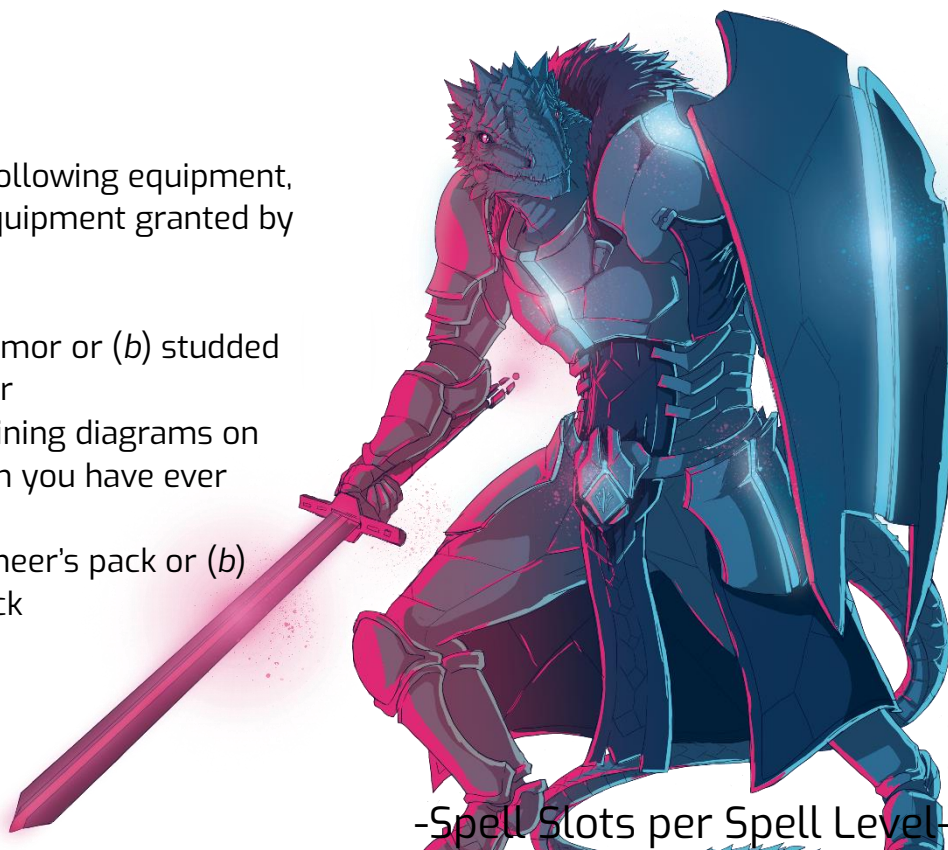 ollowing equipment,
quipment granted by
mor or (b) studded
r
ining diagrams on
n you have ever
neer's pack or (b)
ck
-Spell Slots per Spell Level-